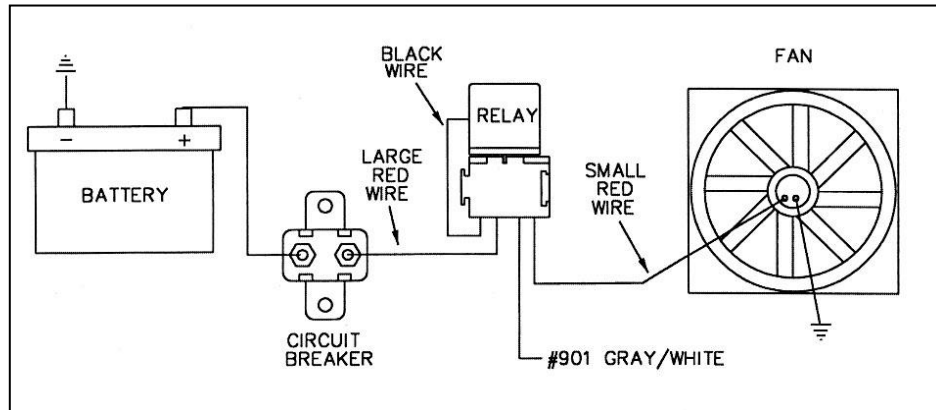 BLACK
WIRE
FAN
RELAY
−
+
BATTERY
LARGE
RED
WIRE
SMALL
RED
WIRE
CIRCUIT
BREAKER
#901 GRAY/WHITE